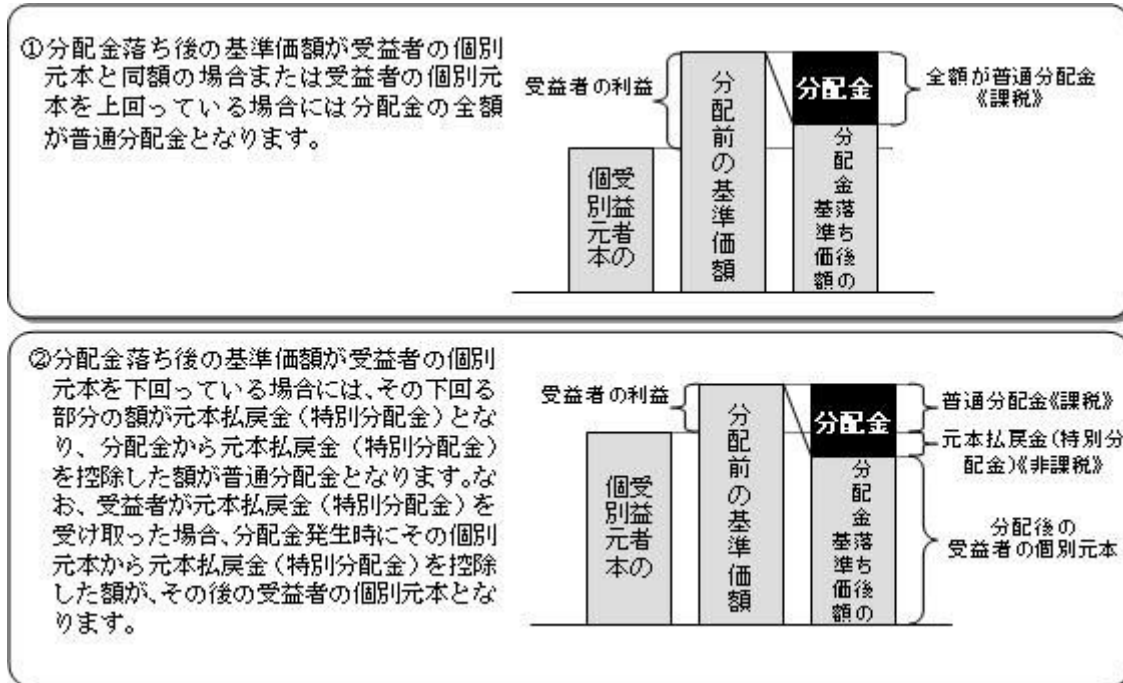 ①分配金落ち後の基準価額が受益者の個別
元本と同額の場合または受益者の個別元
本を上回っている場合には分配金の全額
が普通分配金となります。
受益者の利益
受益者の
個別元本
分配前の基準価額
分配金
分配金落ち後の
基準価額
全額が普通分配金
《課税》
②分配金落ち後の基準価額が受益者の個別
元本を下回っている場合には、その下回る
部分の額が元本払戻金（特別分配金）とな
り、分配金から元本払戻金（特別分配金）
を控除した額が普通分配金となります。な
お、受益者が元本払戻金（特別分配金）を
受け取った場合、分配金発生時にその個別
元本から元本払戻金（特別分配金）を控除
した額が、その後の受益者の個別元本とな
ります。
受益者の利益
受益者の
個別元本
分配前の基準価額
分配金
分配金落ち後の
基準価額
普通分配金《課税》
元本払戻金(特別分
配金)《非課税》
分配後の
受益者の個別元本